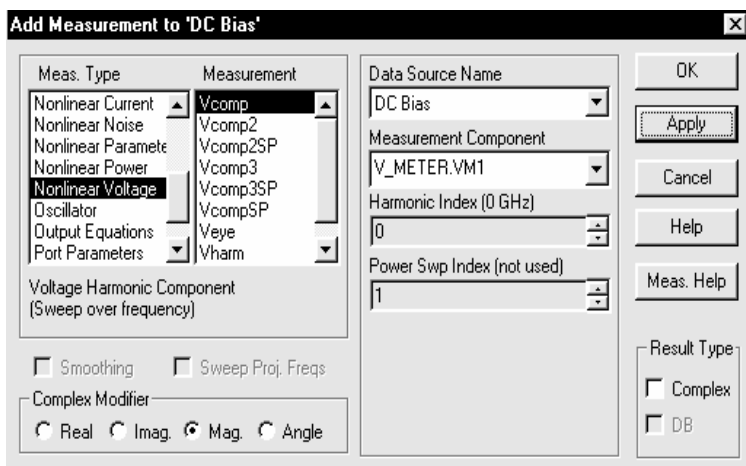 Add Measurement to 'DC Bias'
Meas. Type
Measurement
Nonlinear Current
Nonlinear Noise
Nonlinear Paramete
Nonlinear Power
Nonlinear Voltage
Oscillator
Output Equations
Port Parameters
Vcomp
Vcomp2
Vcomp2SP
Vcomp3
Vcomp3SP
VcompSP
Veye
Vharm
Voltage Harmonic Component
(Sweep over frequency)
Smoothing
Sweep Proj. Freqs
Complex Modifier
Real Imag. Mag. Angle
Data Source Name
DC Bias
Measurement Component
V_METER.VM1
Harmonic Index (0 GHz)
0
Power Swp Index (not used)
1
OK
Apply
Cancel
Help
Meas. Help
Result Type
Complex
DB